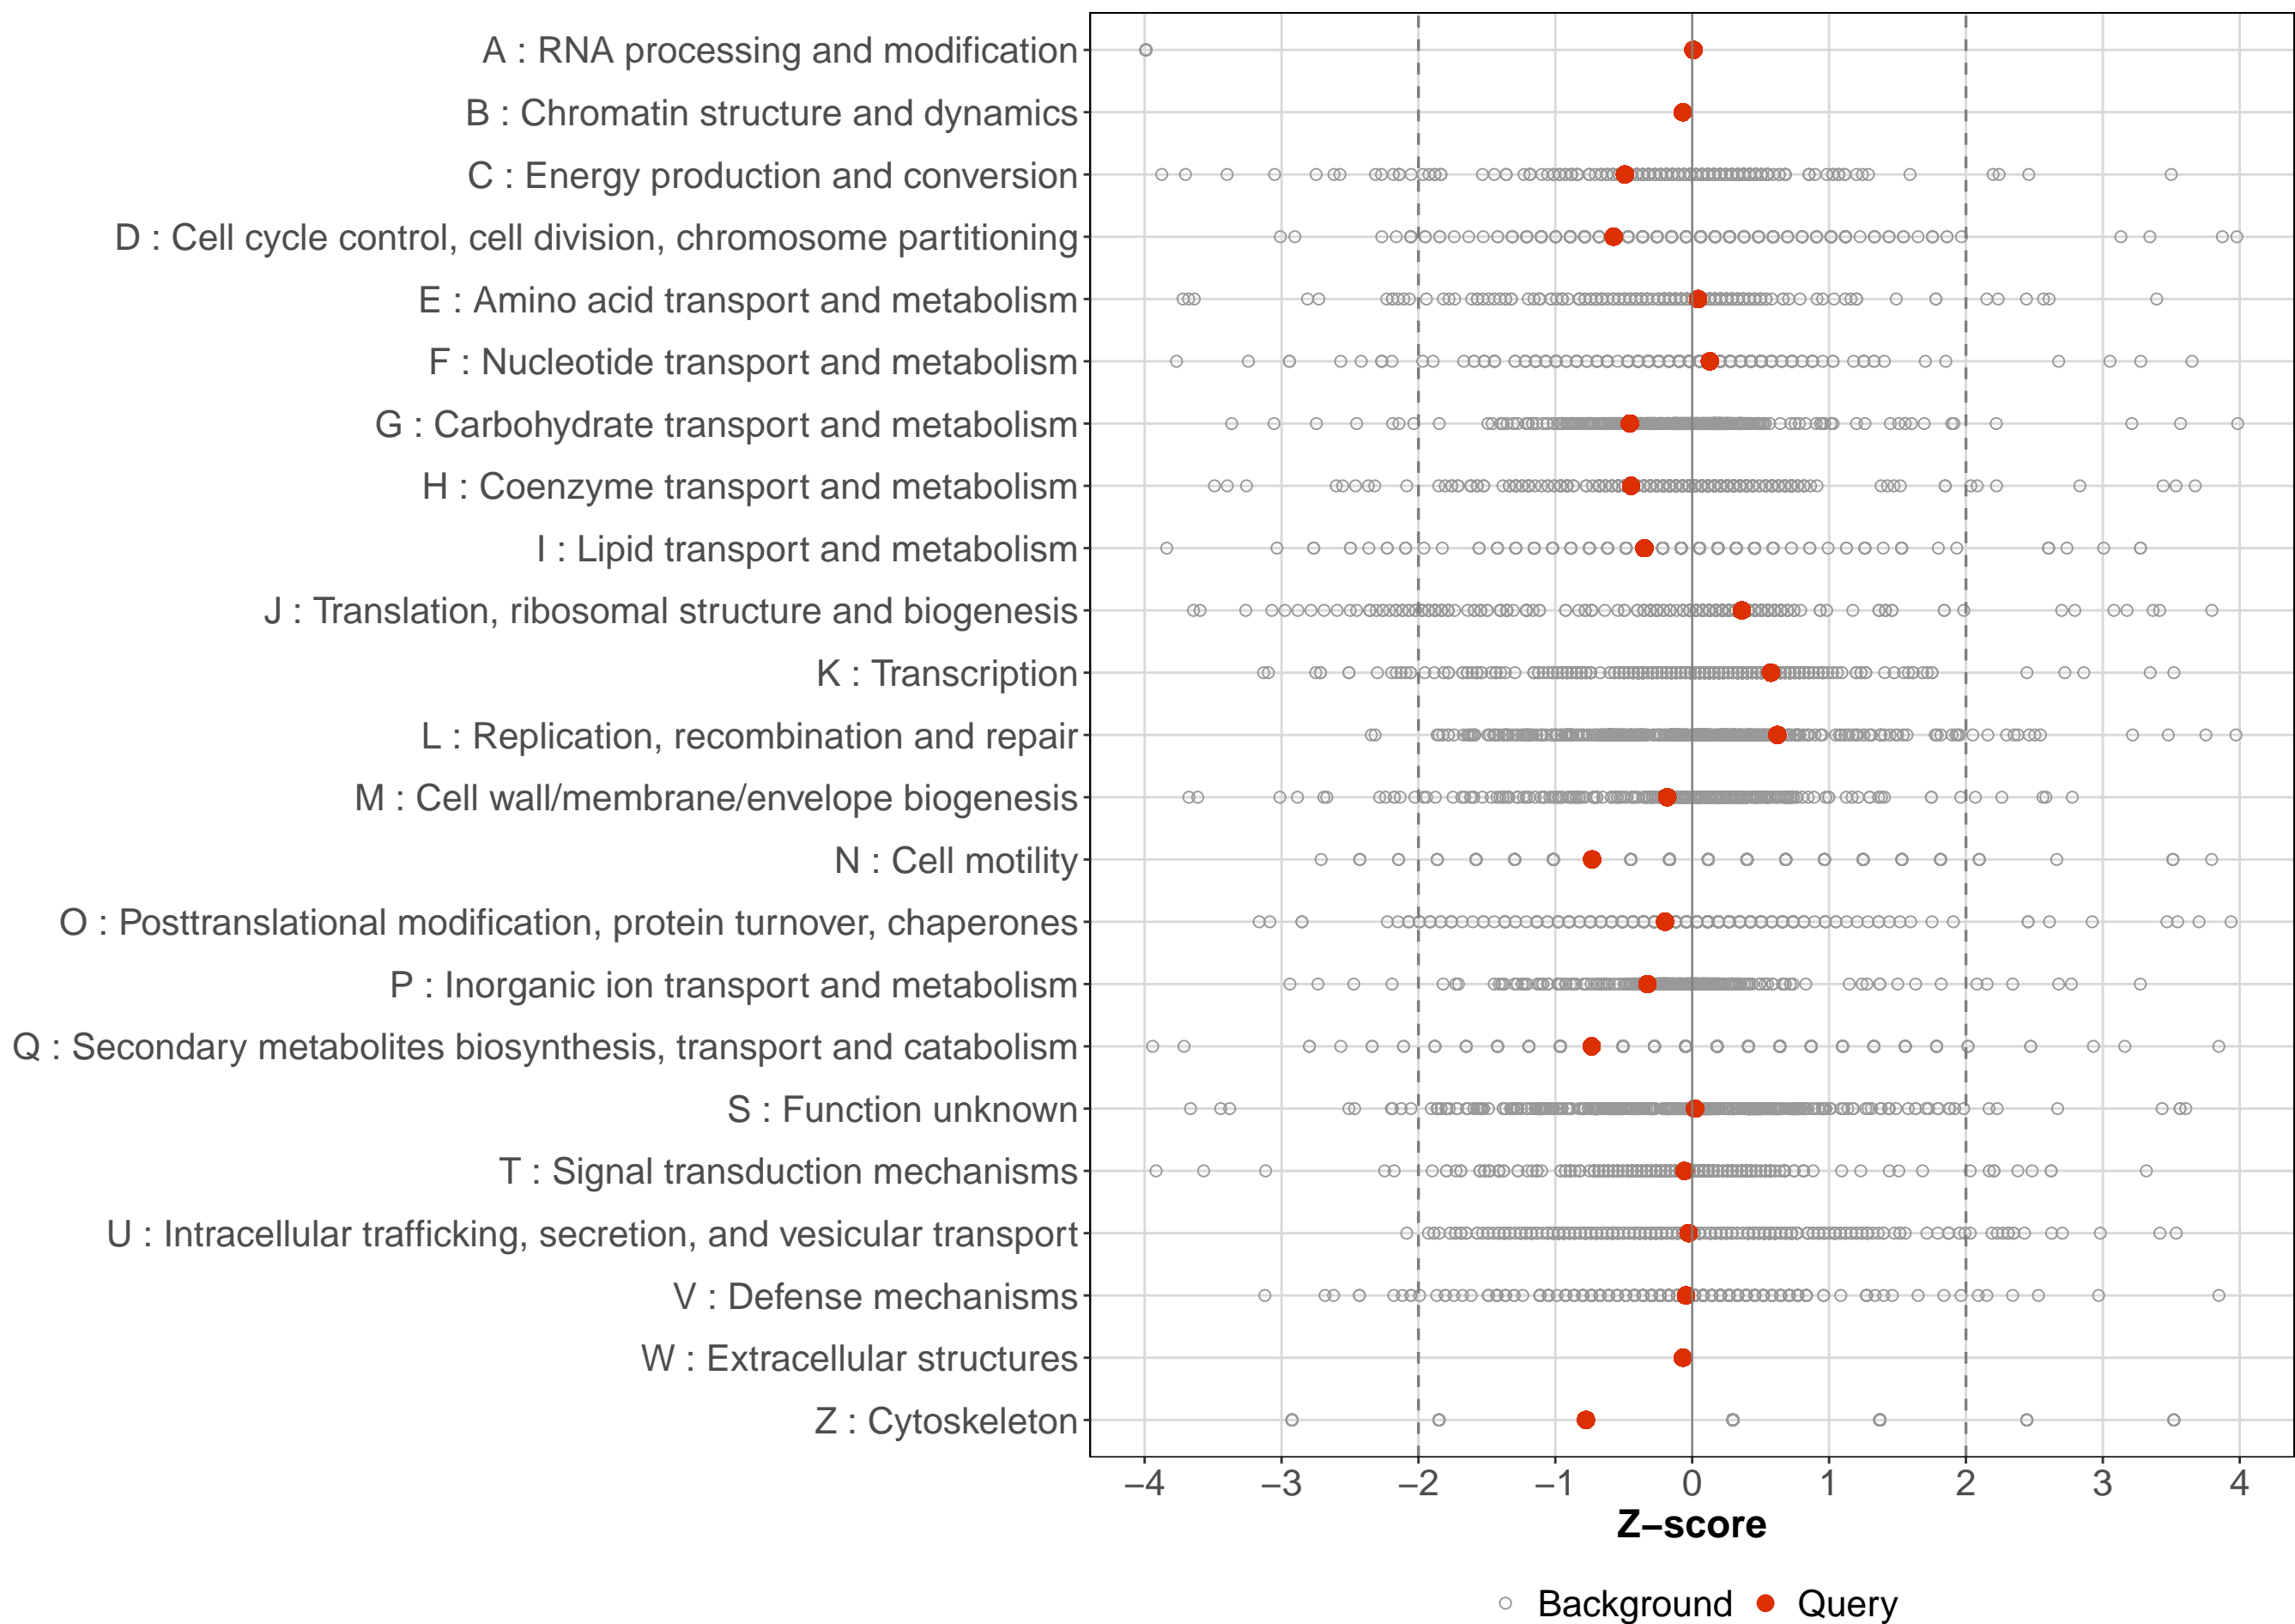 A : RNA processing and modification
B : Chromatin structure and dynamics
C : Energy production and conversion
D : Cell cycle control, cell division, chromosome partitioning
E : Amino acid transport and metabolism
F : Nucleotide transport and metabolism
G : Carbohydrate transport and metabolism
H : Coenzyme transport and metabolism
I : Lipid transport and metabolism
J : Translation, ribosomal structure and biogenesis
K : Transcription
L : Replication, recombination and repair
M : Cell wall/membrane/envelope biogenesis
N : Cell motility
O : Posttranslational modification, protein turnover, chaperones
P : Inorganic ion transport and metabolism
Q : Secondary metabolites biosynthesis, transport and catabolism
S : Function unknown
T : Signal transduction mechanisms
U : Intracellular trafficking, secretion, and vesicular transport
V : Defense mechanisms
W : Extracellular structures
Z : Cytoskeleton
−4 −3 −2 −1 0 1 2 3 4
Z−score
Background Query